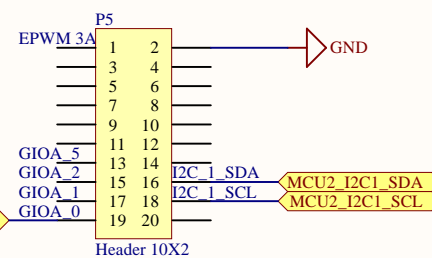 P5
EPWM 3A 1 2 GND
3 4
5 6
7 8
9 10
11 12
GIOA_5 13 14 I2C_1_SDA
GIOA_2 15 16 MCU2_I2C1_SDA
GIOA_1 17 18 I2C_1_SCL MCU2_I2C1_SCL
GIOA_0 19 20
Header 10X2